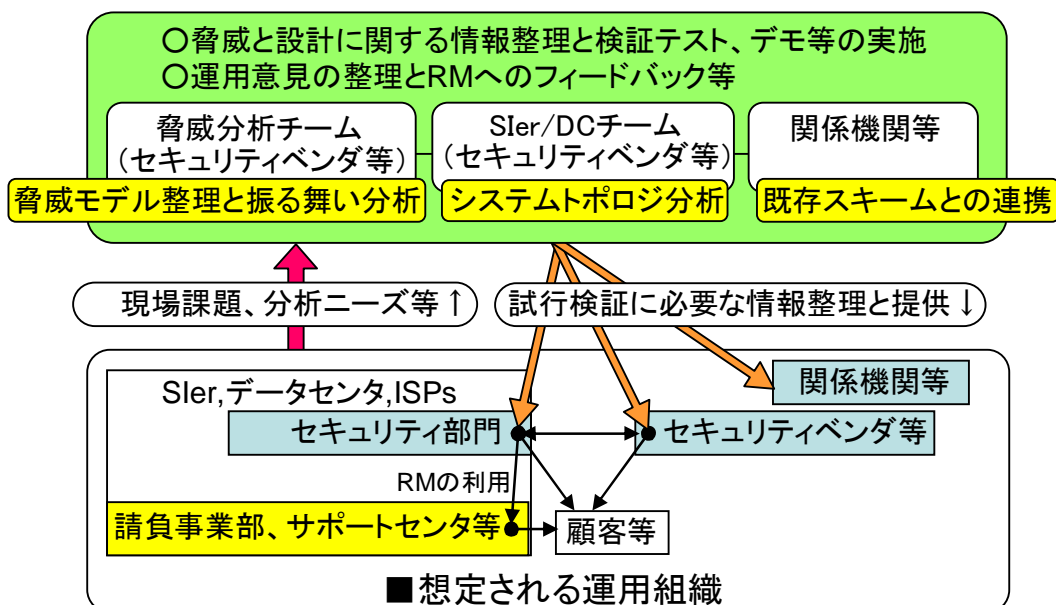 〇脅威と設計に関する情報整理と検証テスト、デモ等の実施
〇運用意見の整理とRMへのフィードバック等
脅威分析チーム
(セキュリティベンダ等)
脅威モデル整理と振る舞い分析
SIer/DCチーム
(セキュリティベンダ等)
システムトポロジ分析
関係機関等
既存スキームとの連携
現場課題、分析ニーズ等↑
試行検証に必要な情報整理と提供↓
関係機関等
SIer,データセンタ,ISPs
セキュリティ部門
セキュリティベンダ等
RMの利用
請負事業部、サポートセンタ等
顧客等
■想定される運用組織